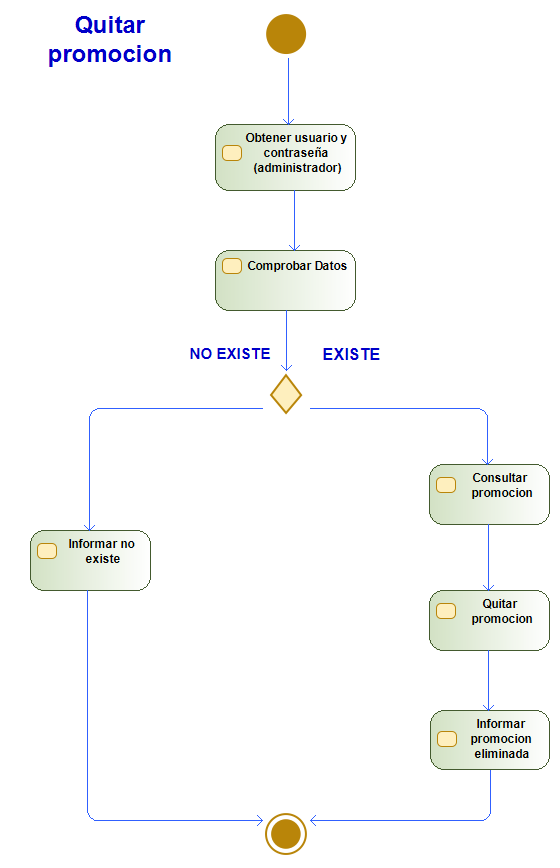 Quitar
promocion
Obtener usuario y
contraseña
(administrador)
Comprobar Datos
NO EXISTE
EXISTE
Consultar
promocion
Informar no
existe
Quitar
promocion
Informar
promocion
eliminada